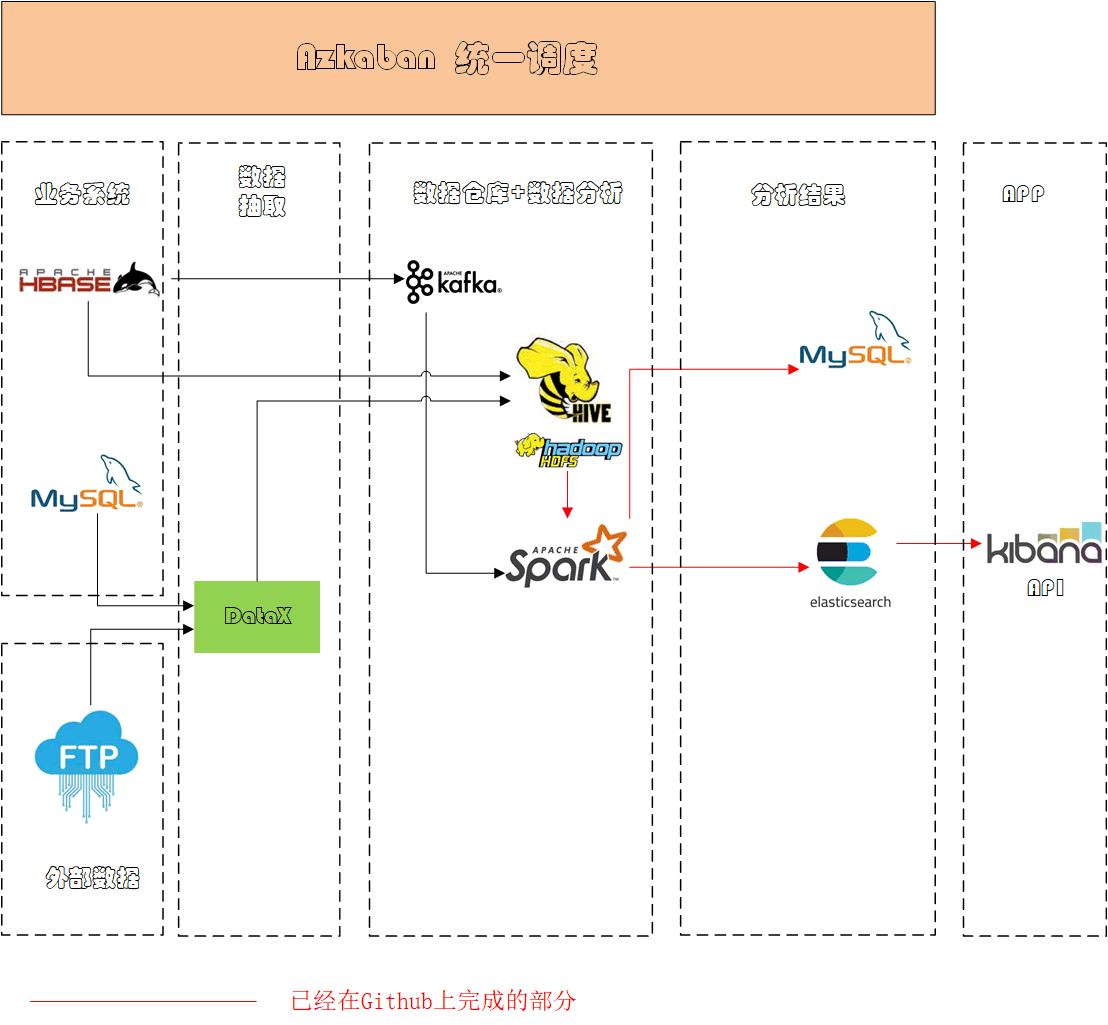 Azkaban 统一调度
业务系统
数据
抽取
数据仓库+数据分析
分析结果
APP
APACHE
HBASE
APACHE
kafka®
MySQL®
HIVE
hadoop
HDFS
MySQL®
APACHE
Spark™
elasticsearch
kibana
API
DataX
FTP
外部数据
已经在Github上完成的部分